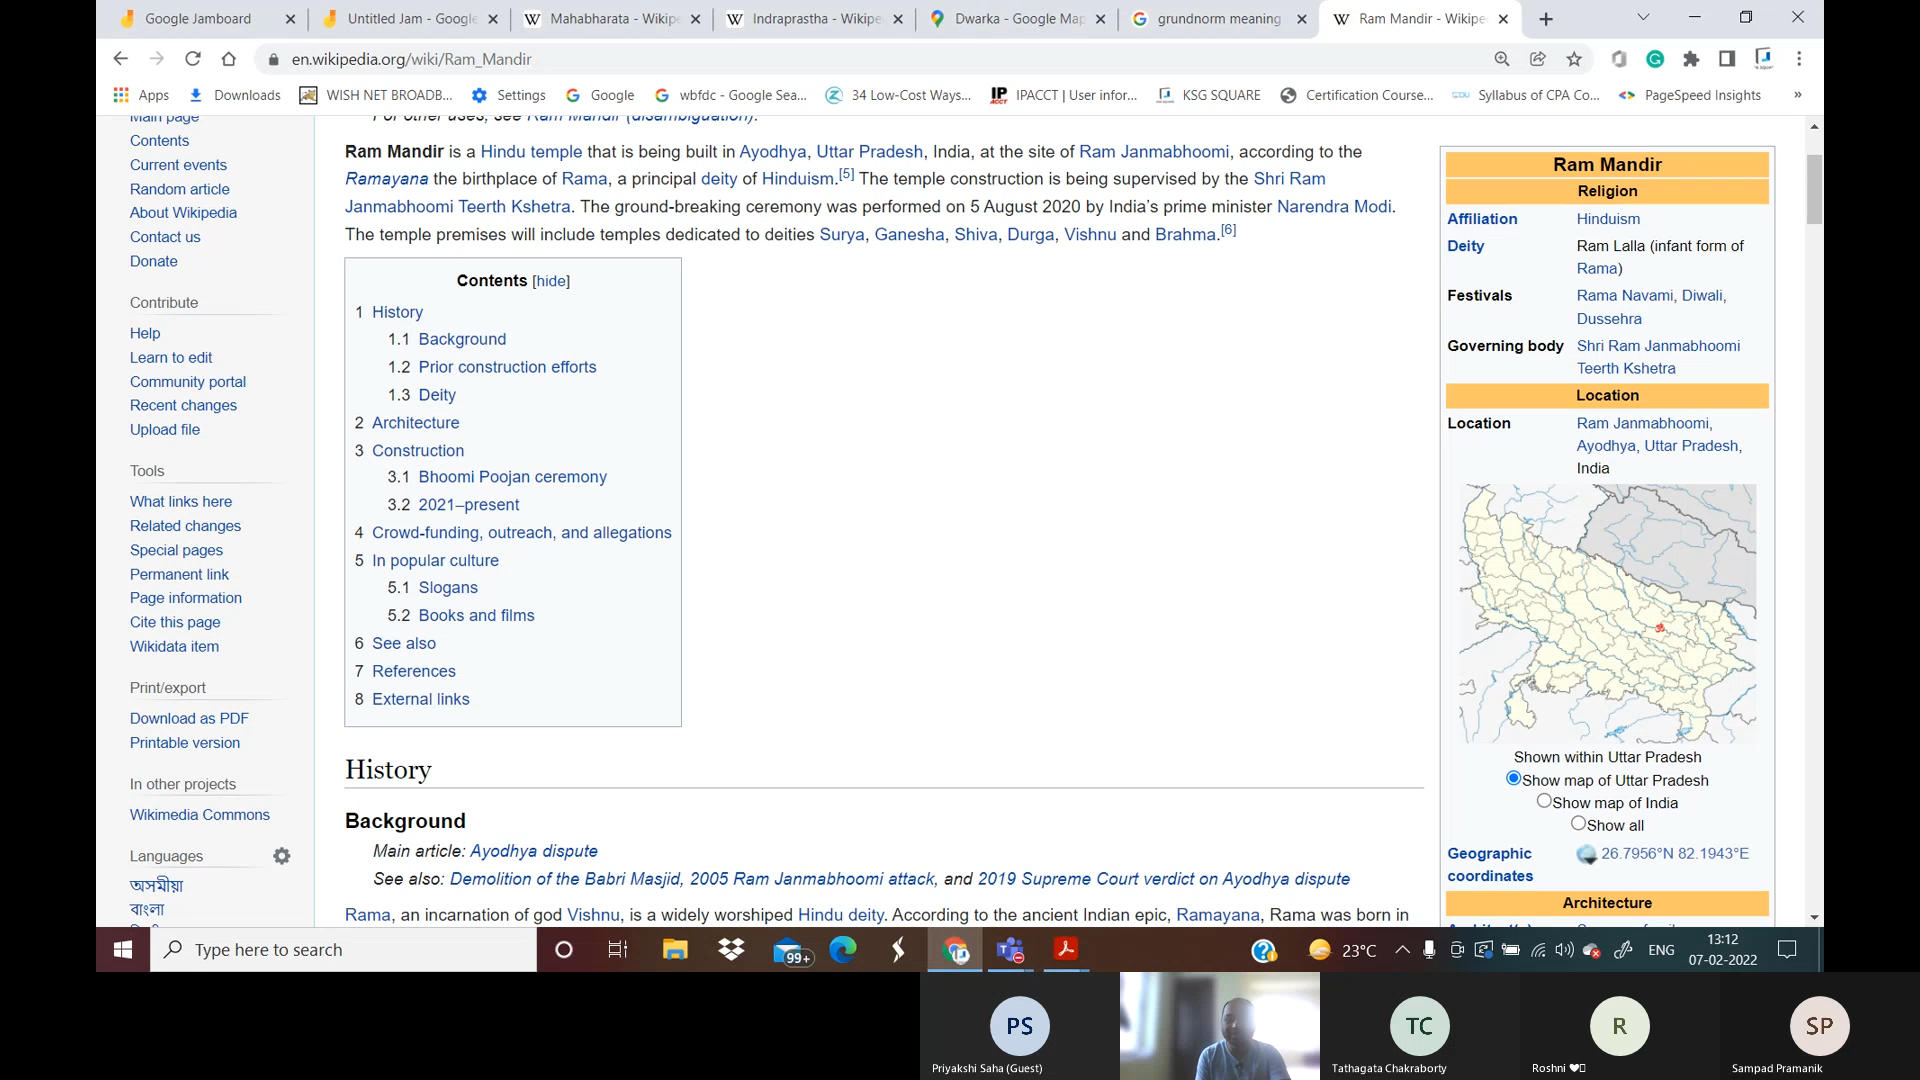 Google Jamboard
Untitled Jam - Google
Mahabharata - Wikipe
Indraprastha - Wikipe
Dwarka - Google Map
grundnorm meaning
Ram Mandir - Wikipe
en.wikipedia.org/wiki/Ram_Mandir
Apps
Downloads
WISH NET BROADB...
Settings
Google
wbfdc - Google Sea...
34 Low-Cost Ways...
IPACCT | User infor...
KSG SQUARE
Certification Course...
Syllabus of CPA Co...
PageSpeed Insights
»
Main page
Contents
Current events
Random article
About Wikipedia
Contact us
Donate
Contribute
Help
Learn to edit
Community portal
Recent changes
Upload file
Tools
What links here
Related changes
Special pages
Permanent link
Page information
Cite this page
Wikidata item
Print/export
Download as PDF
Printable version
In other projects
Wikimedia Commons
Languages
অসমীয়া
বাংলা
For other uses, see Ram Mandir (disambiguation).
Ram Mandir is a Hindu temple that is being built in Ayodhya, Uttar Pradesh, India, at the site of Ram Janmabhoomi, according to the
Ramayana the birthplace of Rama, a principal deity of Hinduism.[5] The temple construction is being supervised by the Shri Ram
Janmabhoomi Teerth Kshetra. The ground-breaking ceremony was performed on 5 August 2020 by India's prime minister Narendra Modi.
The temple premises will include temples dedicated to deities Surya, Ganesha, Shiva, Durga, Vishnu and Brahma.[6]
Contents [hide]
1 History
1.1 Background
1.2 Prior construction efforts
1.3 Deity
2 Architecture
3 Construction
3.1 Bhoomi Poojan ceremony
3.2 2021–present
4 Crowd-funding, outreach, and allegations
5 In popular culture
5.1 Slogans
5.2 Books and films
6 See also
7 References
8 External links
History
Background
Main article: Ayodhya dispute
See also: Demolition of the Babri Masjid, 2005 Ram Janmabhoomi attack, and 2019 Supreme Court verdict on Ayodhya dispute
Rama, an incarnation of god Vishnu, is a widely worshiped Hindu deity. According to the ancient Indian epic, Ramayana, Rama was born in
Ram Mandir
Religion
Affiliation Hinduism
Deity Ram Lalla (infant form of
Rama)
Festivals Rama Navami, Diwali,
Dussehra
Governing body Shri Ram Janmabhoomi
Teerth Kshetra
Location
Location Ram Janmabhoomi,
Ayodhya, Uttar Pradesh,
India
Shown within Uttar Pradesh
Show map of Uttar Pradesh
Show map of India
Show all
Geographic 26.7956°N 82.1943°E
coordinates
Architecture
Type here to search
99+
23°C
ENG
13:12
07-02-2022
PS
TC
R
SP
Priyakshi Saha (Guest)
Tathagata Chakraborty
Roshni ❤
Sampad Pramanik